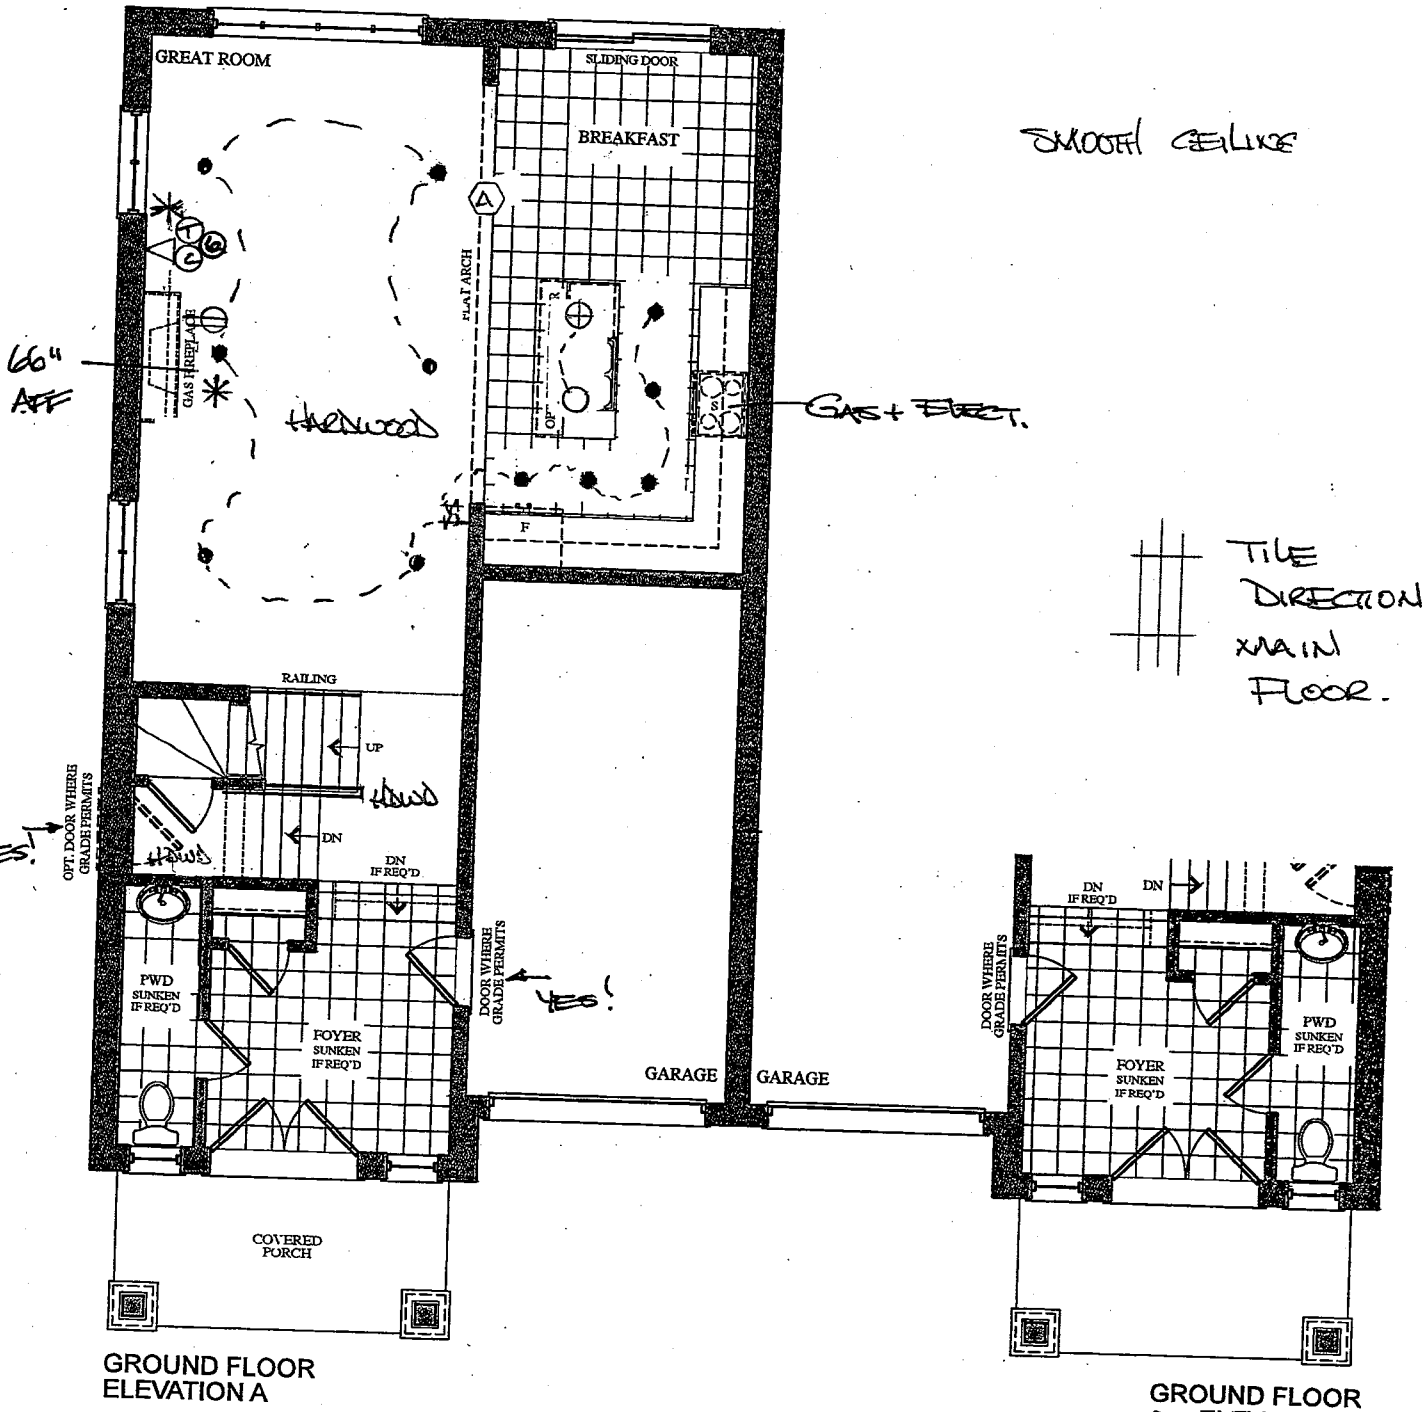 GREAT ROOM
SLIDING DOOR
BREAKFAST
SMOOTH CEILING
A
T
C
6
FLAT ARCH
R
66"
AFF
GAS FIREPLACE
HARDWOOD
OP
S
GAS + ELECT.
F
TILE
DIRECTION
MAIN
FLOOR.
RAILING
UP
HDWD
OPT. DOOR WHERE
GRADE PERMITS
DN
HDWD
DN
IF REQ'D
DN
IF REQ'D
DN
PWD
SUNKEN
IF REQ'D
DOOR WHERE
GRADE PERMITS
YES!
DOOR WHERE
GRADE PERMITS
FOYER
SUNKEN
IF REQ'D
PWD
SUNKEN
IF REQ'D
GARAGE
GARAGE
FOYER
SUNKEN
IF REQ'D
COVERED
PORCH
GROUND FLOOR
ELEVATION A
GROUND FLOOR